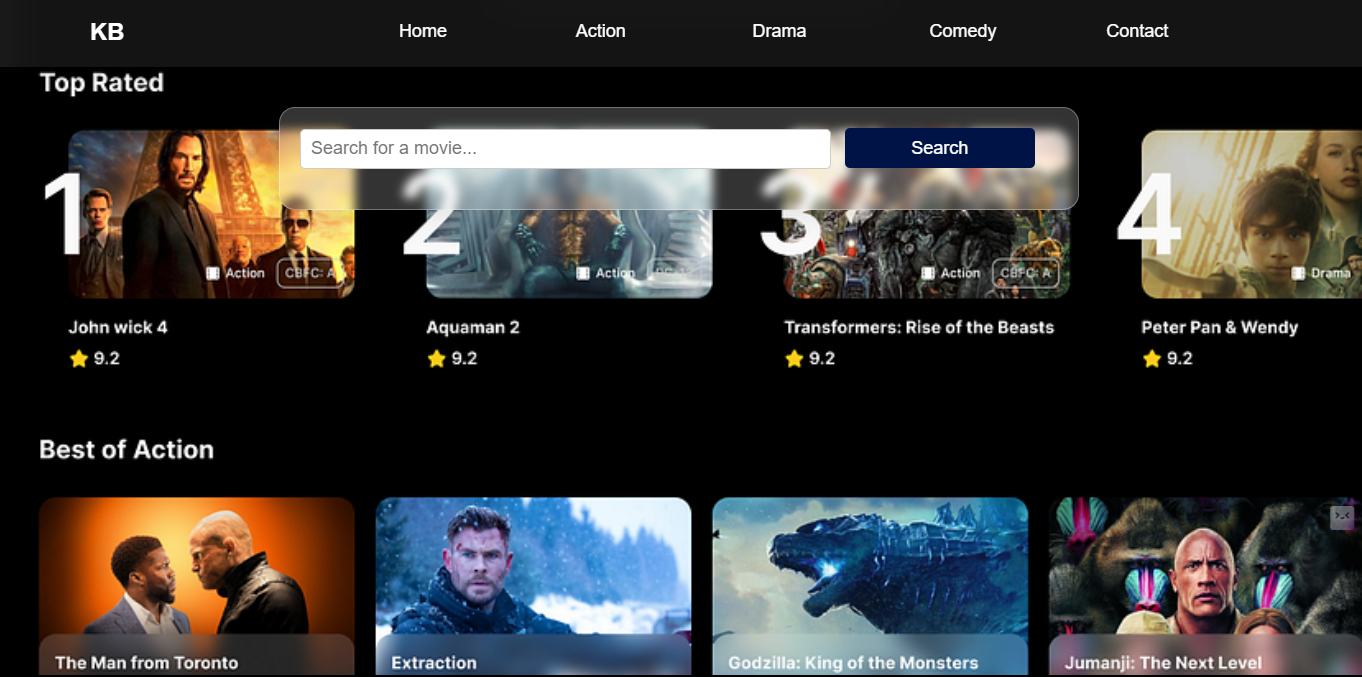 KB Home Action Drama Comedy Contact
Top Rated
Search for a movie... Search
1 2 3 4
Action CBFC: A Action Action CBFC: A Drama
John wick 4 Aquaman 2 Transformers: Rise of the Beasts Peter Pan & Wendy
9.2 9.2 9.2 9.2
Best of Action
The Man from Toronto Extraction Godzilla: King of the Monsters Jumanji: The Next Level